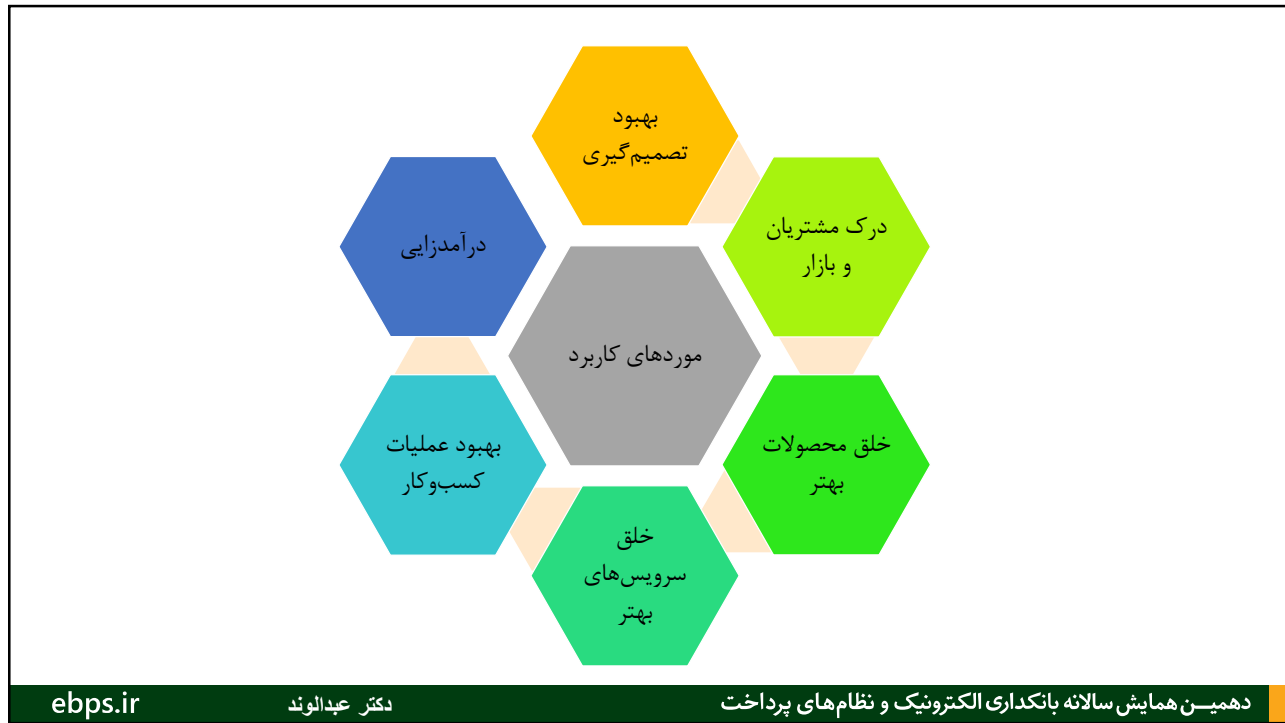 بهبود
تصمیم‌گیری
درک مشتریان
و بازار
خلق محصولات
بهتر
خلق
سرویس‌های
بهتر
بهبود عملیات
کسب‌وکار
درآمدزایی
موردهای کاربرد
دهمیـن همایش سالانه بانکداری الکترونیک و نظام‌های پرداخت
دکتر عبدالوند
ebps.ir